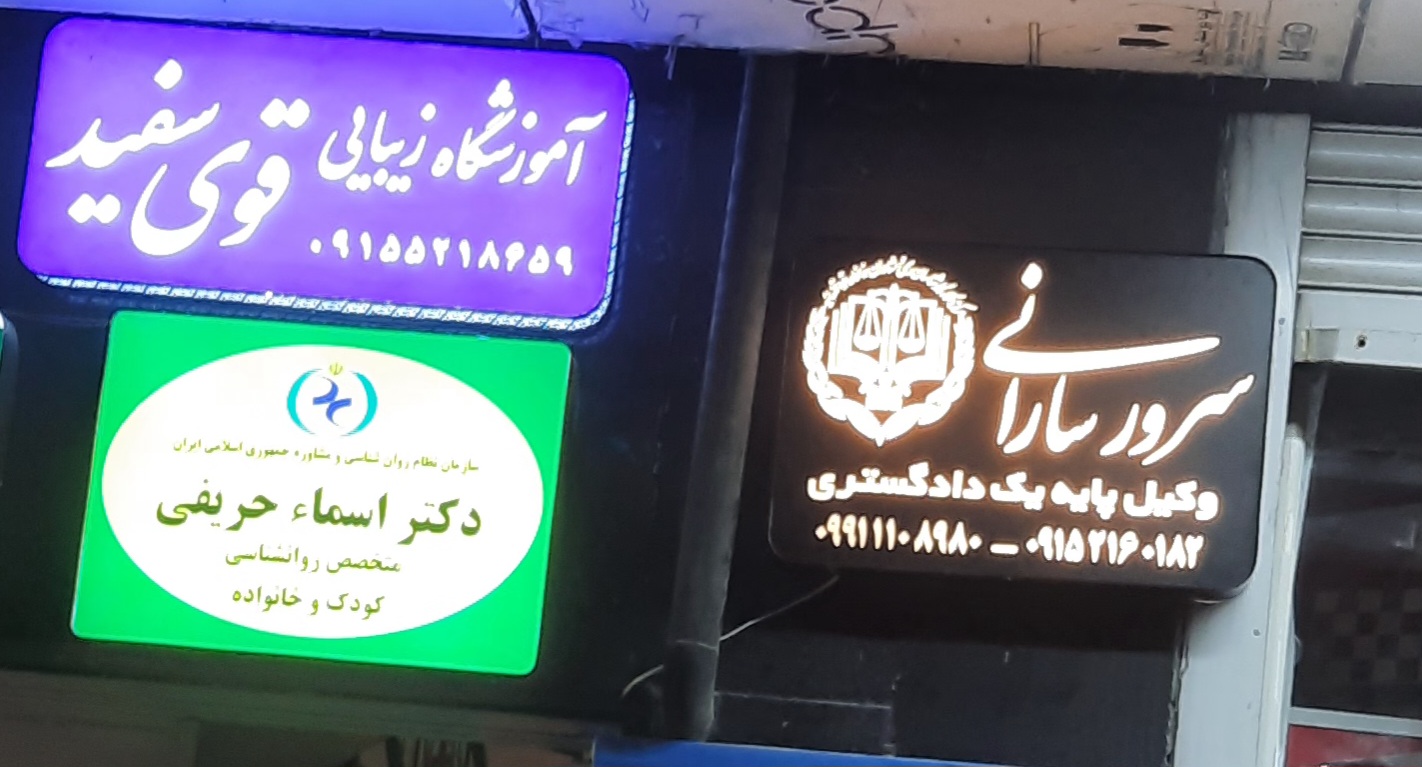 آموزشگاه زیبایی
قوی سفید
۰۹۱۵۵۲۱۸۶۵۹
سازمان نظام روان شناسی و مشاوره جمهوری اسلامی ایران
دکتر اسماء حریفی
متخصص روانشناسی
کودک و خانواده
سرور سارانی
وکیل پایه یک دادگستری
۰۹۹۱۱۱۰۸۹۸۰ - ۰۹۱۵۲۱۶۰۱۸۲